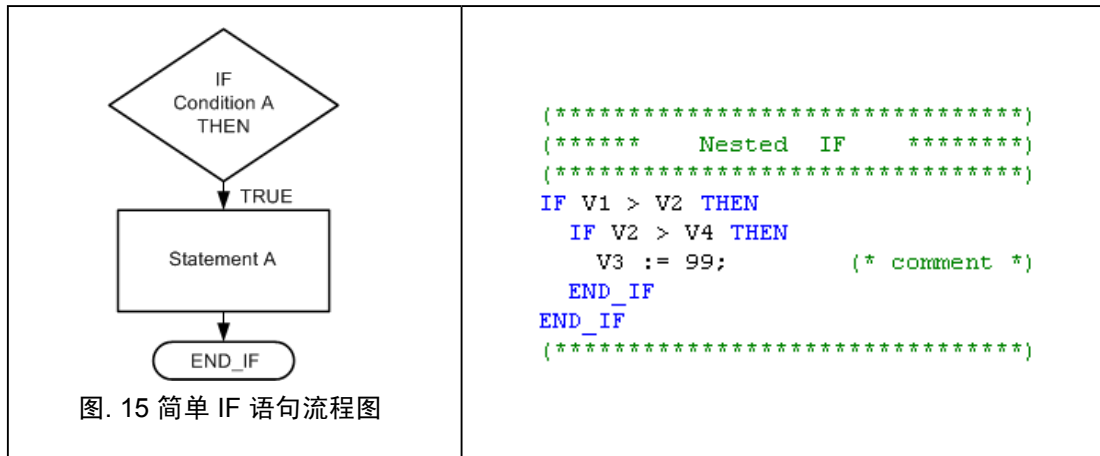 IF
Condition A
THEN
TRUE
Statement A
END_IF
图. 15 简单 IF 语句流程图
(*********************************)
(****** Nested IF ********)
(*********************************)
IF V1 > V2 THEN
IF V2 > V4 THEN
V3 := 99; (* comment *)
END_IF
END_IF
(*********************************)